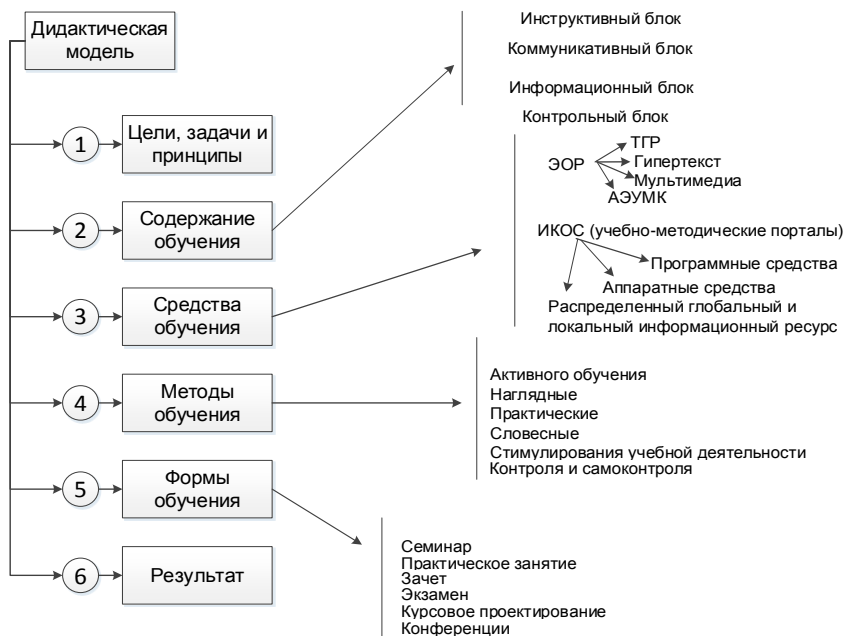 Дидактическая
модель
1
Цели, задачи и
принципы
2
Содержание
обучения
3
Средства
обучения
4
Методы
обучения
5
Формы
обучения
6
Результат
Инструктивный блок
Коммуникативный блок
Информационный блок
Контрольный блок
ЭОР
ТГР
Гипертекст
Мультимедиа
АЭУМК
ИКОС (учебно-методические порталы)
Программные средства
Аппаратные средства
Распределенный глобальный и
локальный информационный ресурс
Активного обучения
Наглядные
Практические
Словесные
Стимулирования учебной деятельности
Контроля и самоконтроля
Семинар
Практическое занятие
Зачет
Экзамен
Курсовое проектирование
Конференции